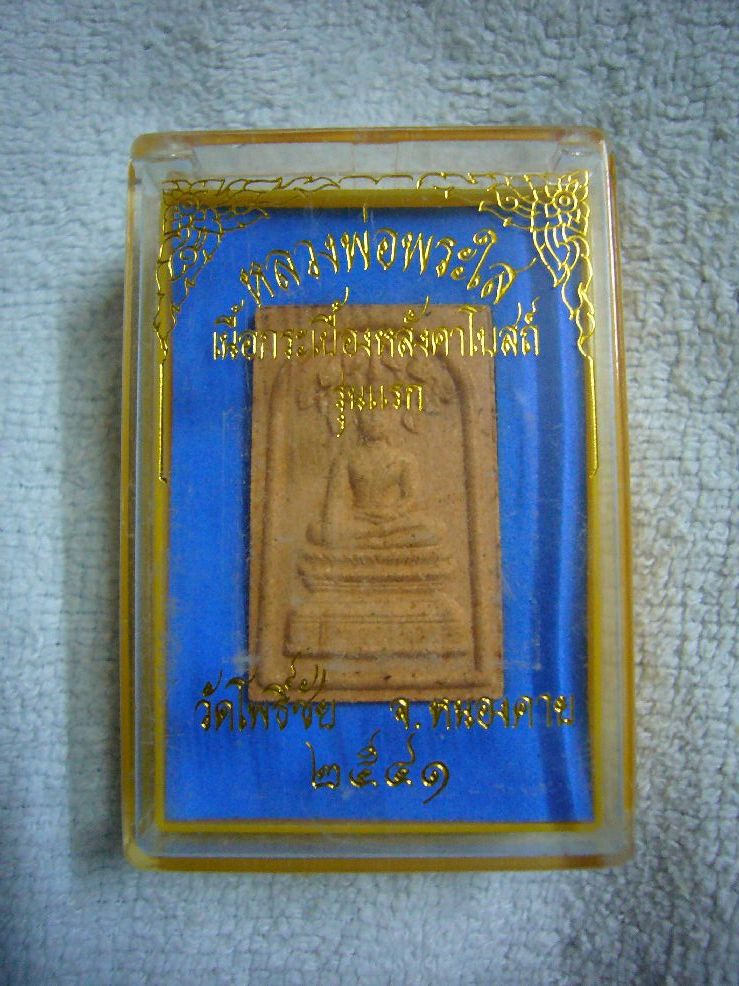 หลวงพ่อพระใส
เนื้อกระเบื้องหลังคาโบสถ์
รุ่นแรก
วัดโพธิ์ชัย จ.หนองคาย
๒๕๔๑